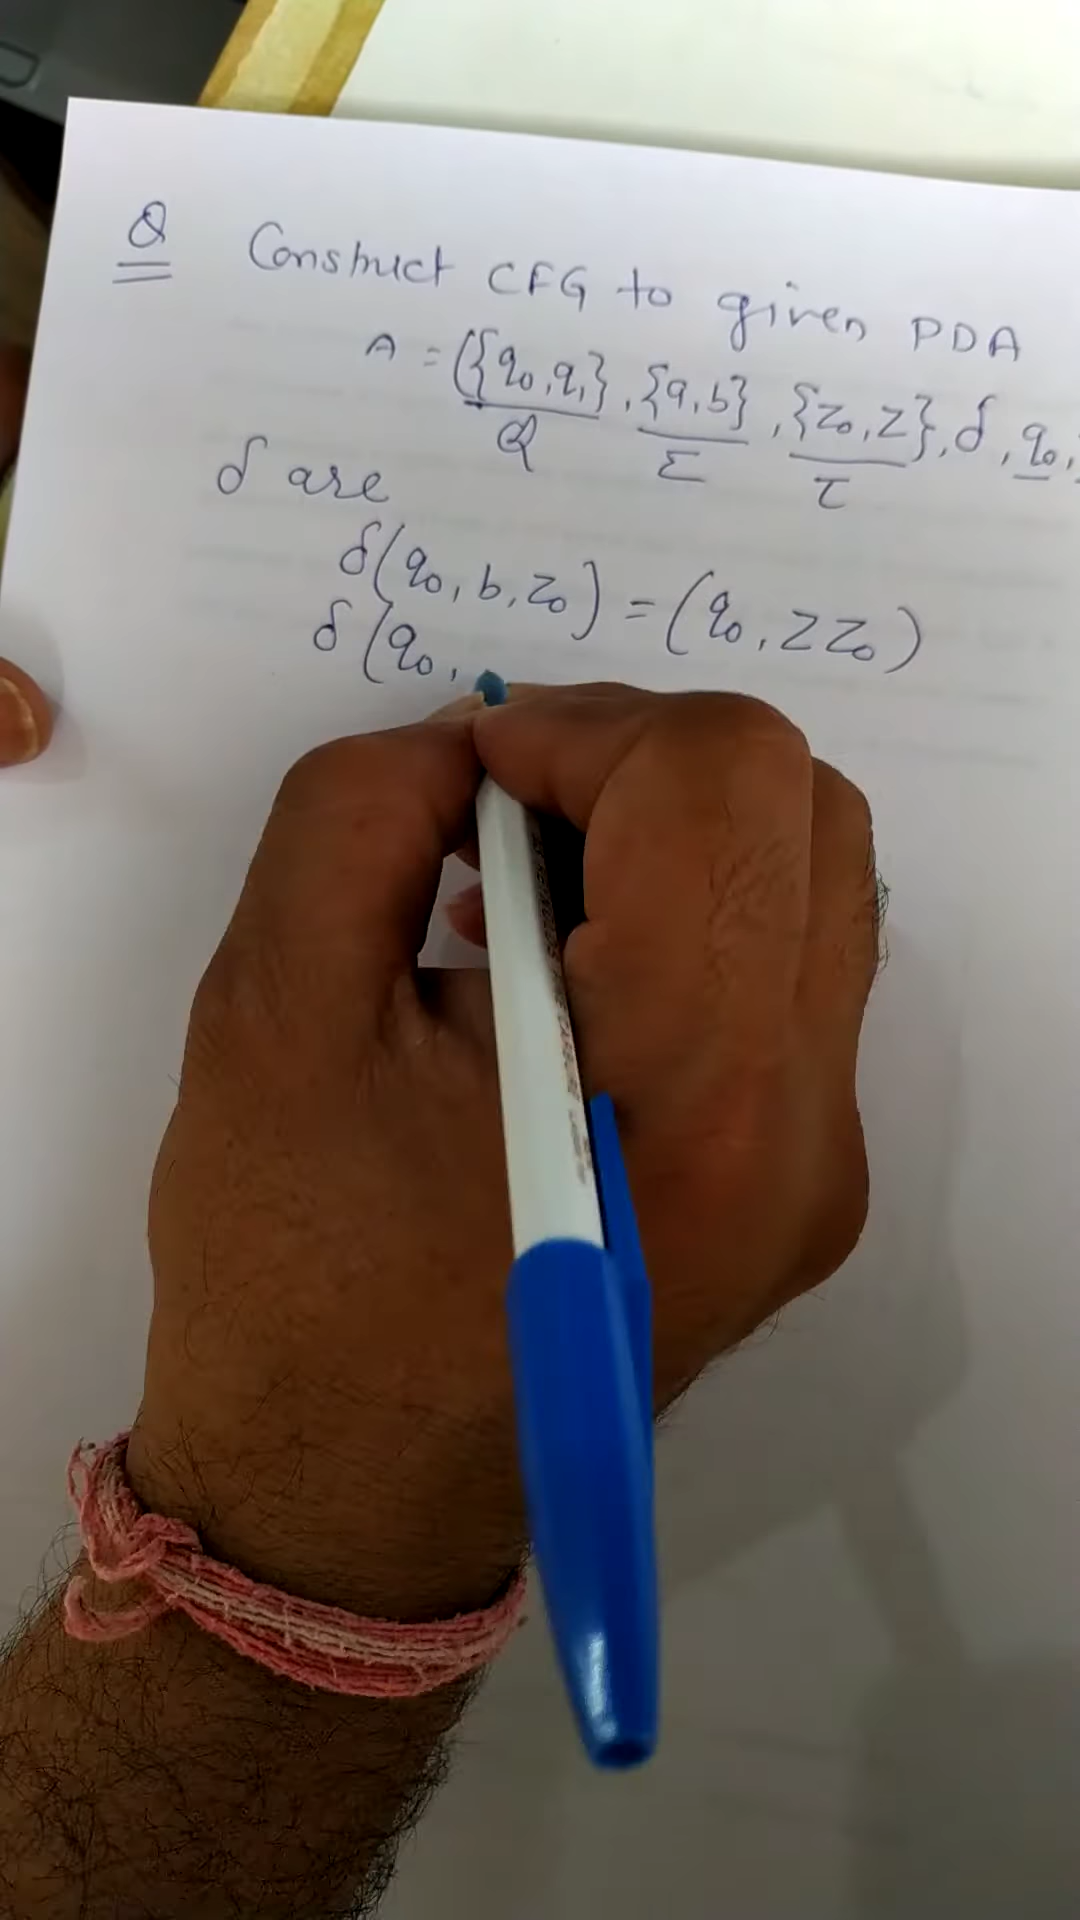 Q Construct CFG to given PDA
A = ({q₀,q₁}, {a,b}, {z₀,z}, δ, q₀,
Q Σ τ
δ are
δ(q₀, b, z₀) = (q₀, zz₀)
δ(q₀,